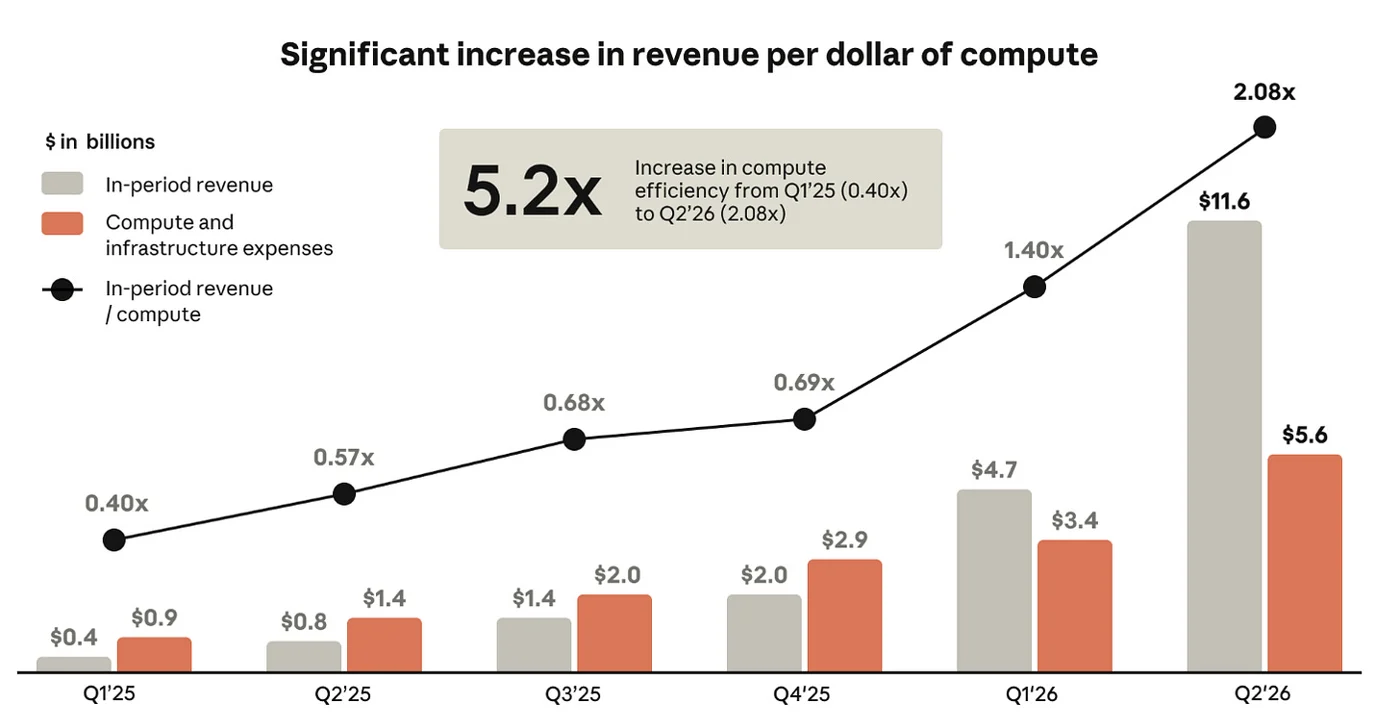 Significant increase in revenue per dollar of compute
$ in billions
In-period revenue
Compute and
infrastructure expenses
In-period revenue
/ compute
5.2x
Increase in compute
efficiency from Q1’25 (0.40x)
to Q2’26 (2.08x)
0.40x
0.57x
0.68x
0.69x
1.40x
2.08x
$0.4
$0.9
$0.8
$1.4
$1.4
$2.0
$2.0
$2.9
$4.7
$3.4
$11.6
$5.6
Q1’25
Q2’25
Q3’25
Q4’25
Q1’26
Q2’26